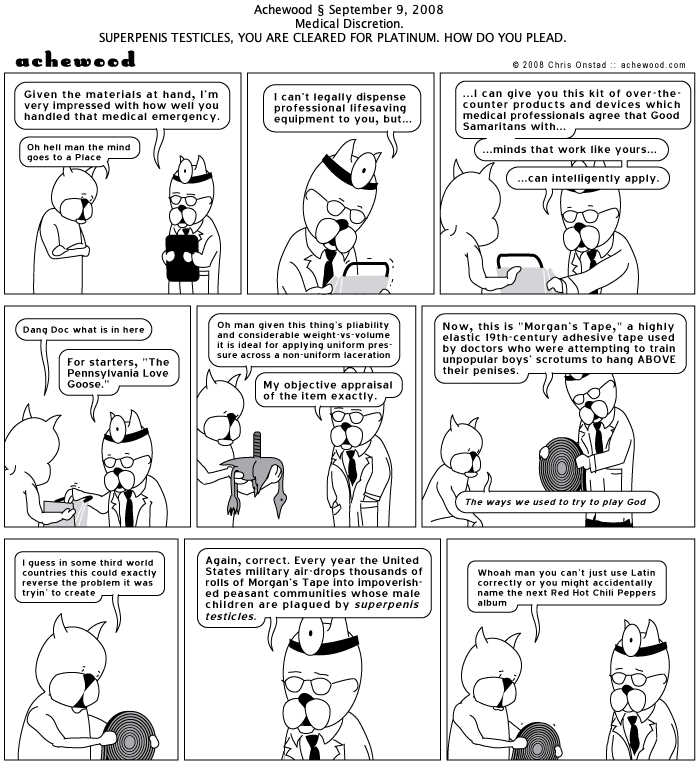 Achewood § September 9, 2008
Medical Discretion.
SUPERPENIS TESTICLES, YOU ARE CLEARED FOR PLATINUM. HOW DO YOU PLEAD.
achewood
© 2008 Chris Onstad :: achewood.com
Given the materials at hand, I'm
very impressed with how well you
handled that medical emergency.
Oh hell man the mind
goes to a Place
I can't legally dispense
professional lifesaving
equipment to you, but...
...I can give you this kit of over-the-
counter products and devices which
medical professionals agree that Good
Samaritans with...
...minds that work like yours...
...can intelligently apply.
Dang Doc what is in here
For starters, "The
Pennsylvania Love
Goose."
Oh man given this thing's pliability
and considerable weight-vs-volume
it is ideal for applying uniform pres-
sure across a non-uniform laceration
My objective appraisal
of the item exactly.
Now, this is "Morgan's Tape," a highly
elastic 19th-century adhesive tape used
by doctors who were attempting to train
unpopular boys' scrotums to hang ABOVE
their penises.
The ways we used to try to play God
I guess in some third world
countries this could exactly
reverse the problem it was
tryin' to create
Again, correct. Every year the United
States military air-drops thousands of
rolls of Morgan's Tape into impoverish-
ed peasant communities whose male
children are plagued by superpenis
testicles.
Whoah man you can't just use Latin
correctly or you might accidentally
name the next Red Hot Chili Peppers
album